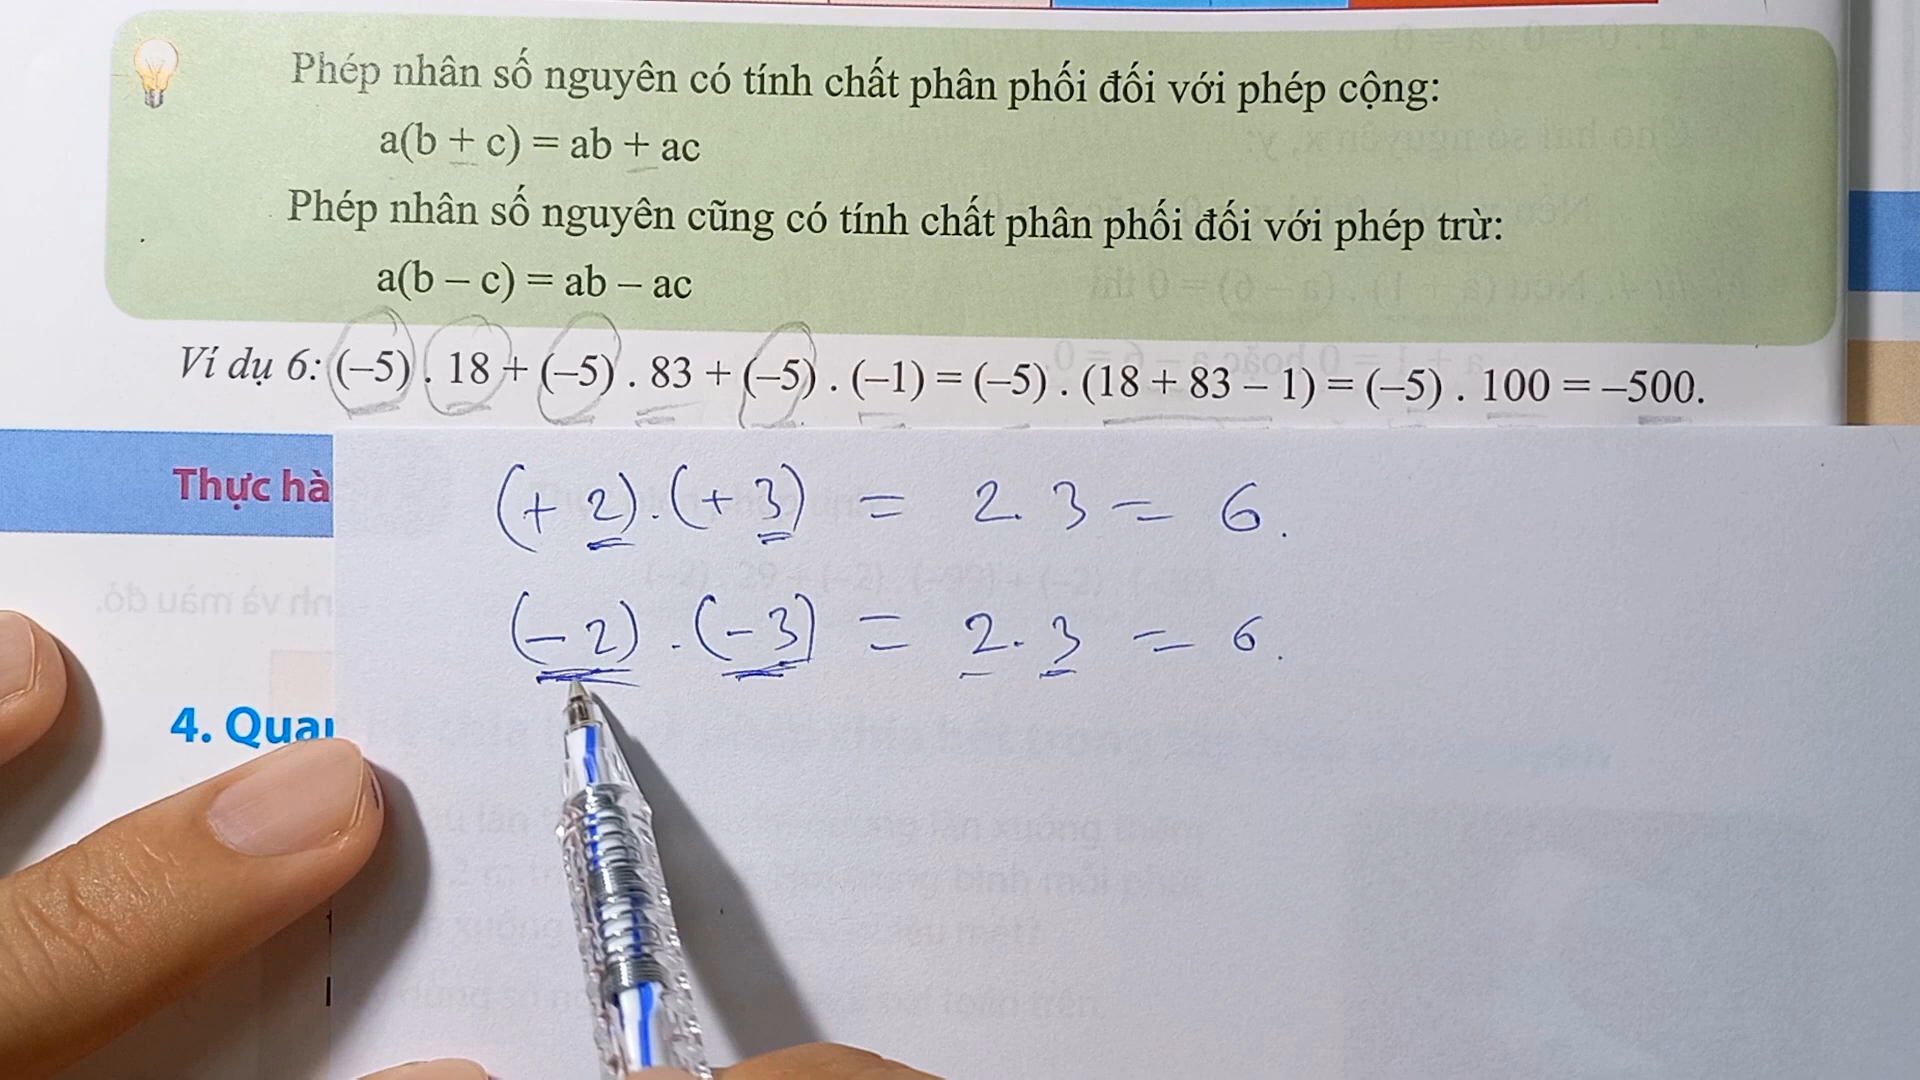 Phép nhân số nguyên có tính chất phân phối đối với phép cộng:
a(b + c) = ab + ac
Phép nhân số nguyên cũng có tính chất phân phối đối với phép trừ:
a(b – c) = ab – ac
Ví dụ 6: (–5) . 18 + (–5) . 83 + (–5) . (–1) = (–5) . (18 + 83 – 1) = (–5) . 100 = –500.
Thực hà
(+2).(+3) = 2.3 = 6.
(-2).(-3) = 2.3 = 6.
4. Quan